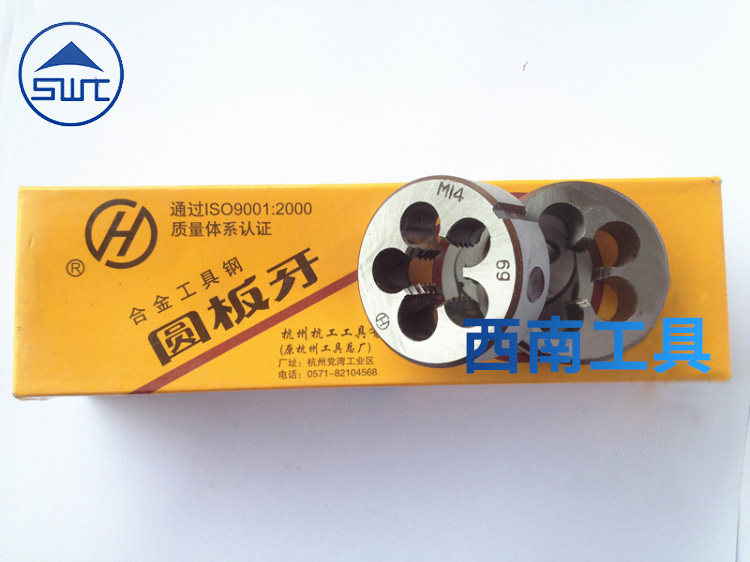 SWT
通过ISO9001:2000
质量体系认证
H
®
合金工具钢
圆板牙
杭州杭工工具
(原杭州工具总厂)
厂址：杭州党湾工业区
电话：0571-82104568
M14
69
H
西南工具